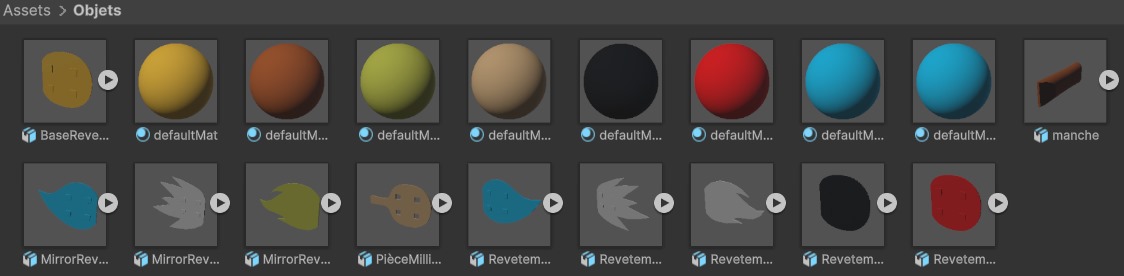 Assets > Objets
BaseReve... defaultMat defaultM... defaultM... defaultM... defaultM... defaultM... defaultM... defaultM... manche
MirrorRev... MirrorRev... MirrorRev... PièceMilli... Revetem... Revetem... Revetem... Revetem... Revetem...